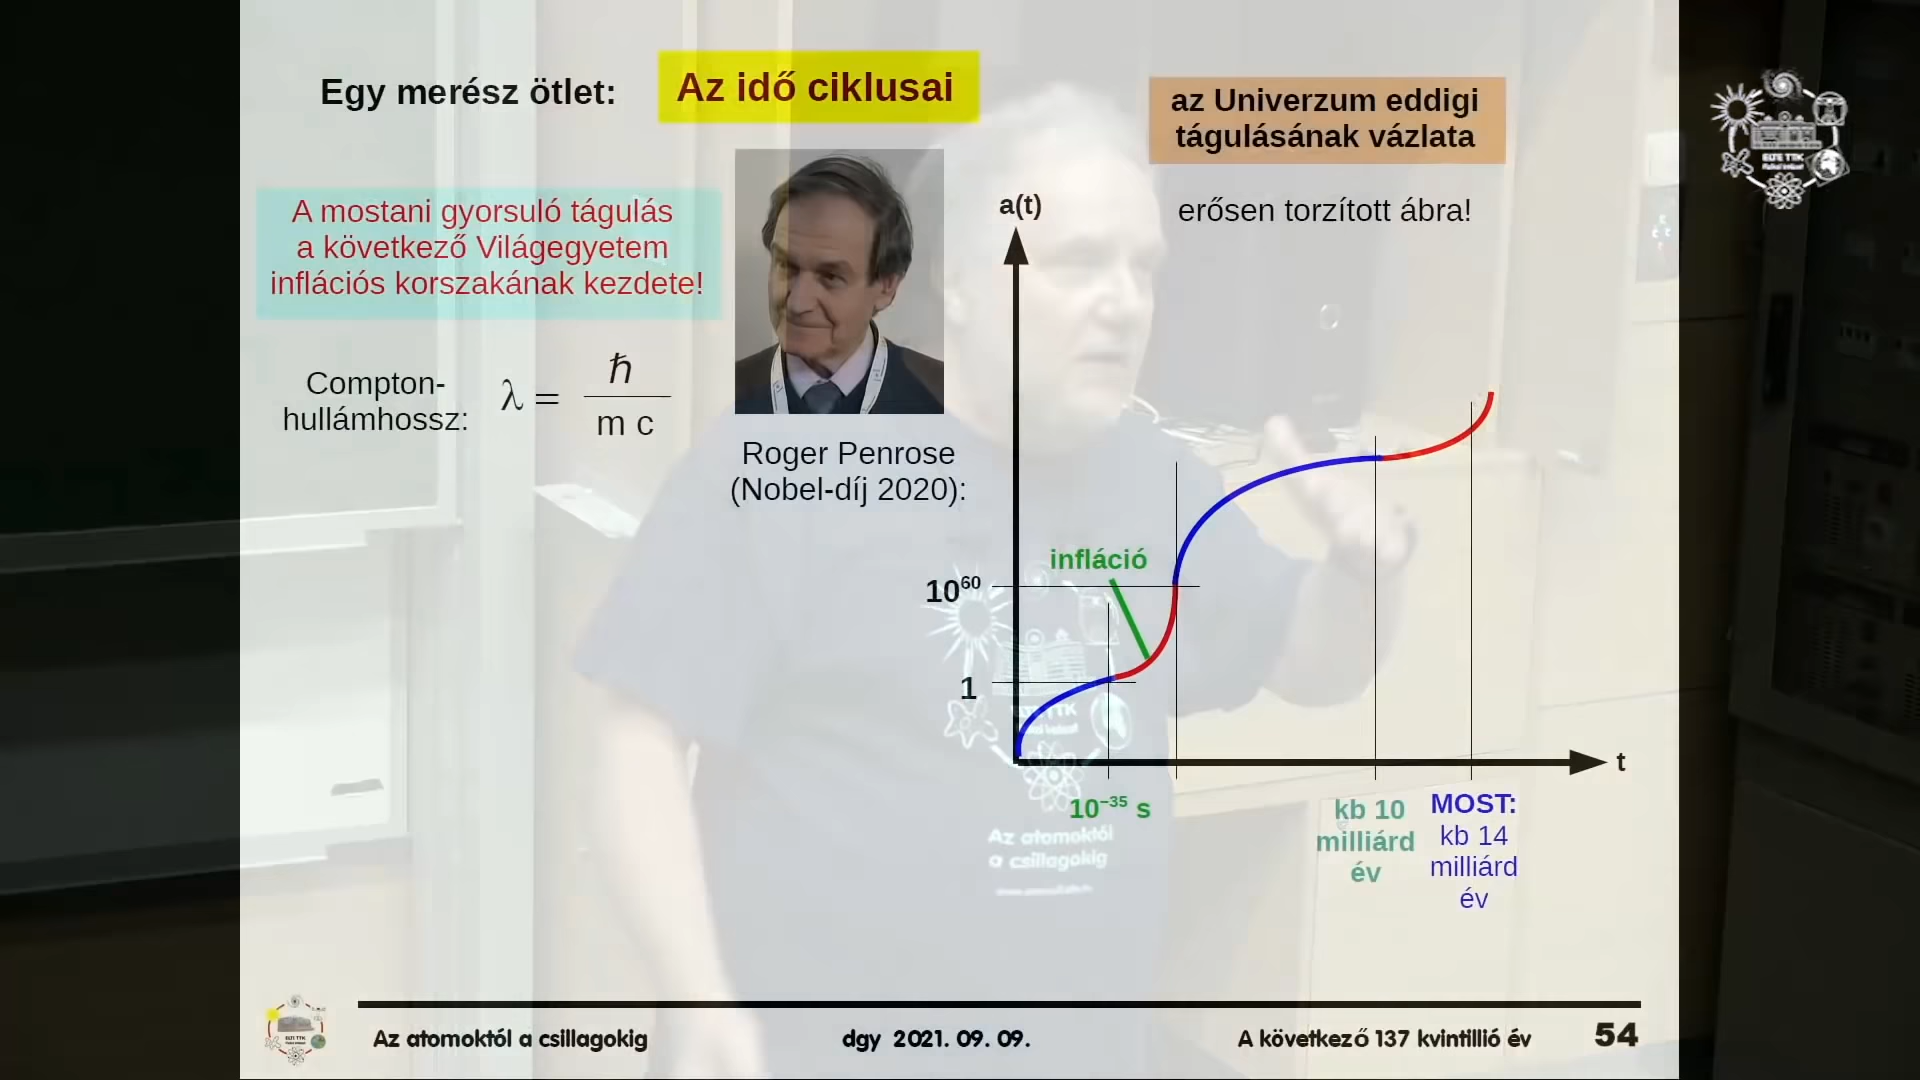 Egy merész ötlet:
Az idő ciklusai
az Univerzum eddigi
tágulásának vázlata
erősen torzított ábra!
A mostani gyorsuló tágulás
a következő Világegyetem
inflációs korszakának kezdete!
Compton-
hullámhossz:
λ = ħ / m c
Roger Penrose
(Nobel-díj 2020):
a(t)
infláció
10⁶⁰
1
t
10⁻³⁵ s
kb 10
milliárd
év
MOST:
kb 14
milliárd
év
Az atomoktól
a csillagokig
ELTE TTK
Az atomoktól a csillagokig
dgy 2021. 09. 09.
A következő 137 kvintillió év
54